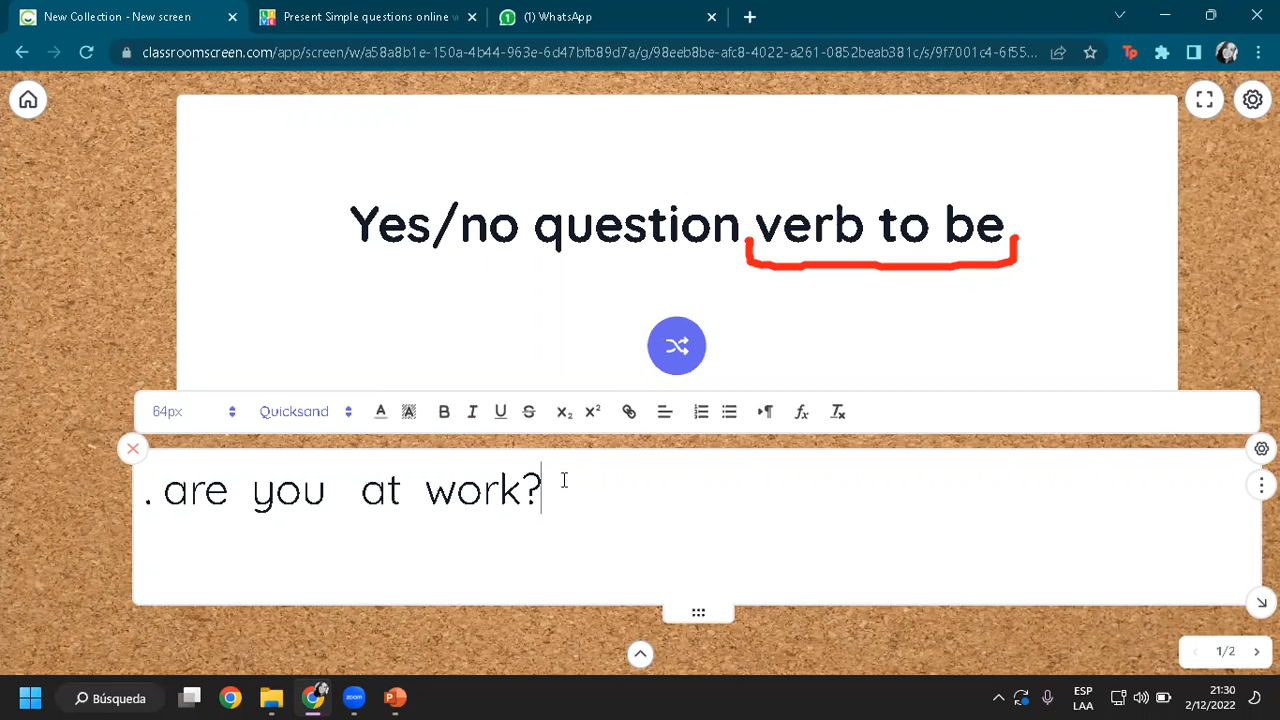 New Collection - New screen
Present Simple questions online w
(1) WhatsApp
classroomscreen.com/app/screen/w/a58a8b1e-150a-4b44-963e-6d47bfb89d7a/g/98eeb8be-afc8-4022-a261-0852beab381c/s/9f7001c4-6f55...
Yes/no question verb to be
64px
Quicksand
. are you at work?
1/2
Búsqueda
zoom
ESP
LAA
21:30
2/12/2022